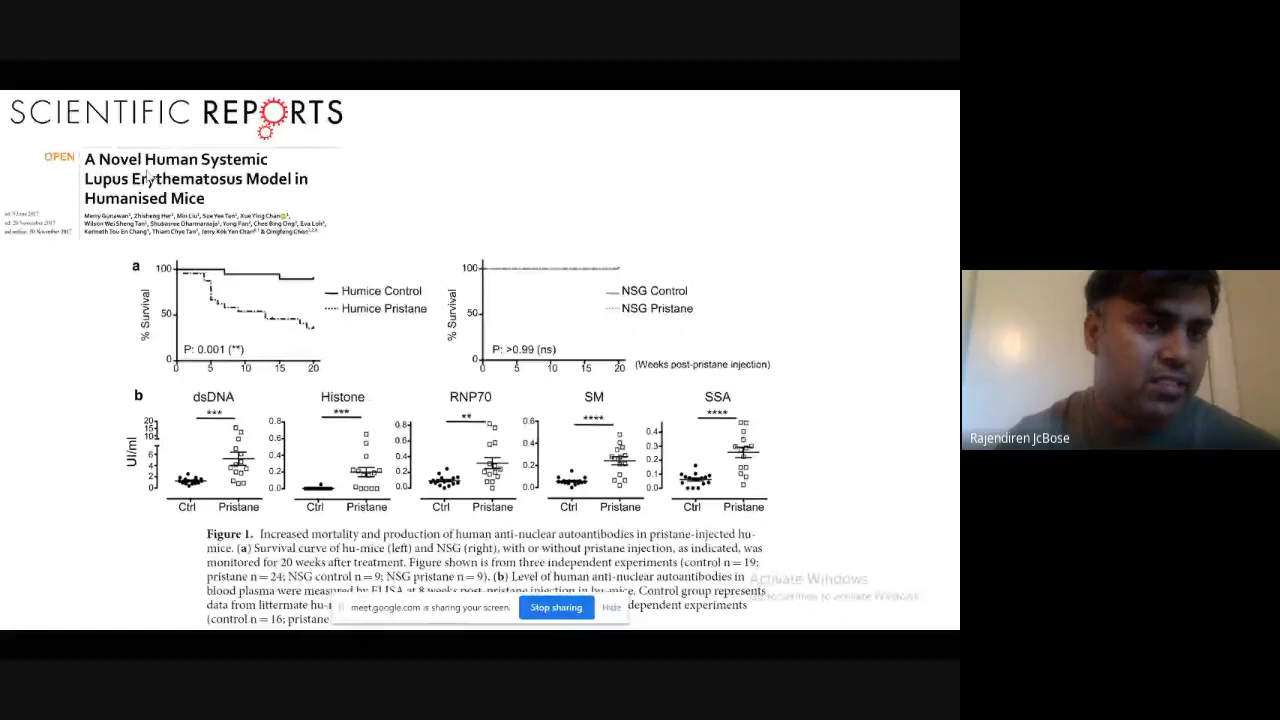 SCIENTIFIC REPORTS
OPEN
A Novel Human Systemic
Lupus Erythematosus Model in
Humanised Mice
Merry Gunawan, Zhisheng Her, Min Liu, Sue Yee Tan, Xue Ying Chan,
Wilson Wei Sheng Tan, Shubasree Dharmaraaja, Yong Fan, Chee Bing Ong, Eva Loh,
Kenneth Tou En Chang, Thiam Chye Tan, Jerry Kok Yen Chan & Qingfeng Chen
a
% Survival
100
50
0
0 5 10 15 20
P: 0.001 (**)
Humice Control
Humice Pristane
% Survival
100
50
0
0 5 10 15 20
P: >0.99 (ns)
NSG Control
NSG Pristane
(Weeks post-pristane injection)
b
UI/ml
dsDNA
***
20
15
10
6
4
2
0
Ctrl Pristane
Histone
***
0.8
0.6
0.4
0.2
0.0
Ctrl Pristane
RNP70
**
0.8
0.6
0.4
0.2
0.0
Ctrl Pristane
SM
****
0.6
0.4
0.2
0.0
Ctrl Pristane
SSA
****
0.4
0.3
0.2
0.1
0.0
Ctrl Pristane
Figure 1. Increased mortality and production of human anti-nuclear autoantibodies in pristane-injected hu-
mice. (a) Survival curve of hu-mice (left) and NSG (right), with or without pristane injection, as indicated, was
monitored for 20 weeks after treatment. Figure shown is from three independent experiments (control n = 19;
pristane n = 24; NSG control n = 9; NSG pristane n = 9). (b) Level of human anti-nuclear autoantibodies in
blood plasma were measured by ELISA at 8 weeks post-pristane injection in hu-mice. Control group represents
data from littermate hu-
dependent experiments
(control n = 16; pristane
meet.google.com is sharing your screen.
Stop sharing
Hide
Activate Windows
Go to Settings to activate Windows.
Rajendiren JcBose